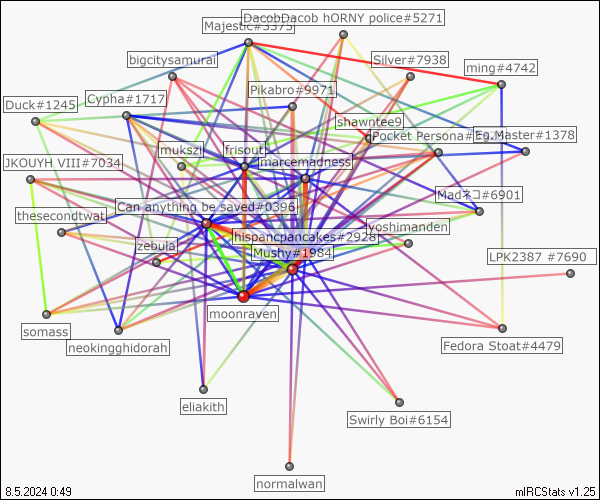 DacobDacob hORNY police#5271
Majestic#3375
bigcitysamurai
Silver#7938
ming#4742
Pikabro#9971
Duck#1245
Cypha#1717
shawntee9
Pocket Persona#
Eg.Master#1378
mukszi
frisout
marcemadness
JKOUYH VIII#7034
Madネコ#6901
Can anything be saved#0396
thesecondtwat
yoshimanden
hispancpancakes#2928
zebula
Mushy#1984
LPK2387 #7690
moonraven
somass
neokingghidorah
Fedora Stoat#4479
eliakith
Swirly Boi#6154
normalwan
8.5.2024 0:49
mIRCStats v1.25